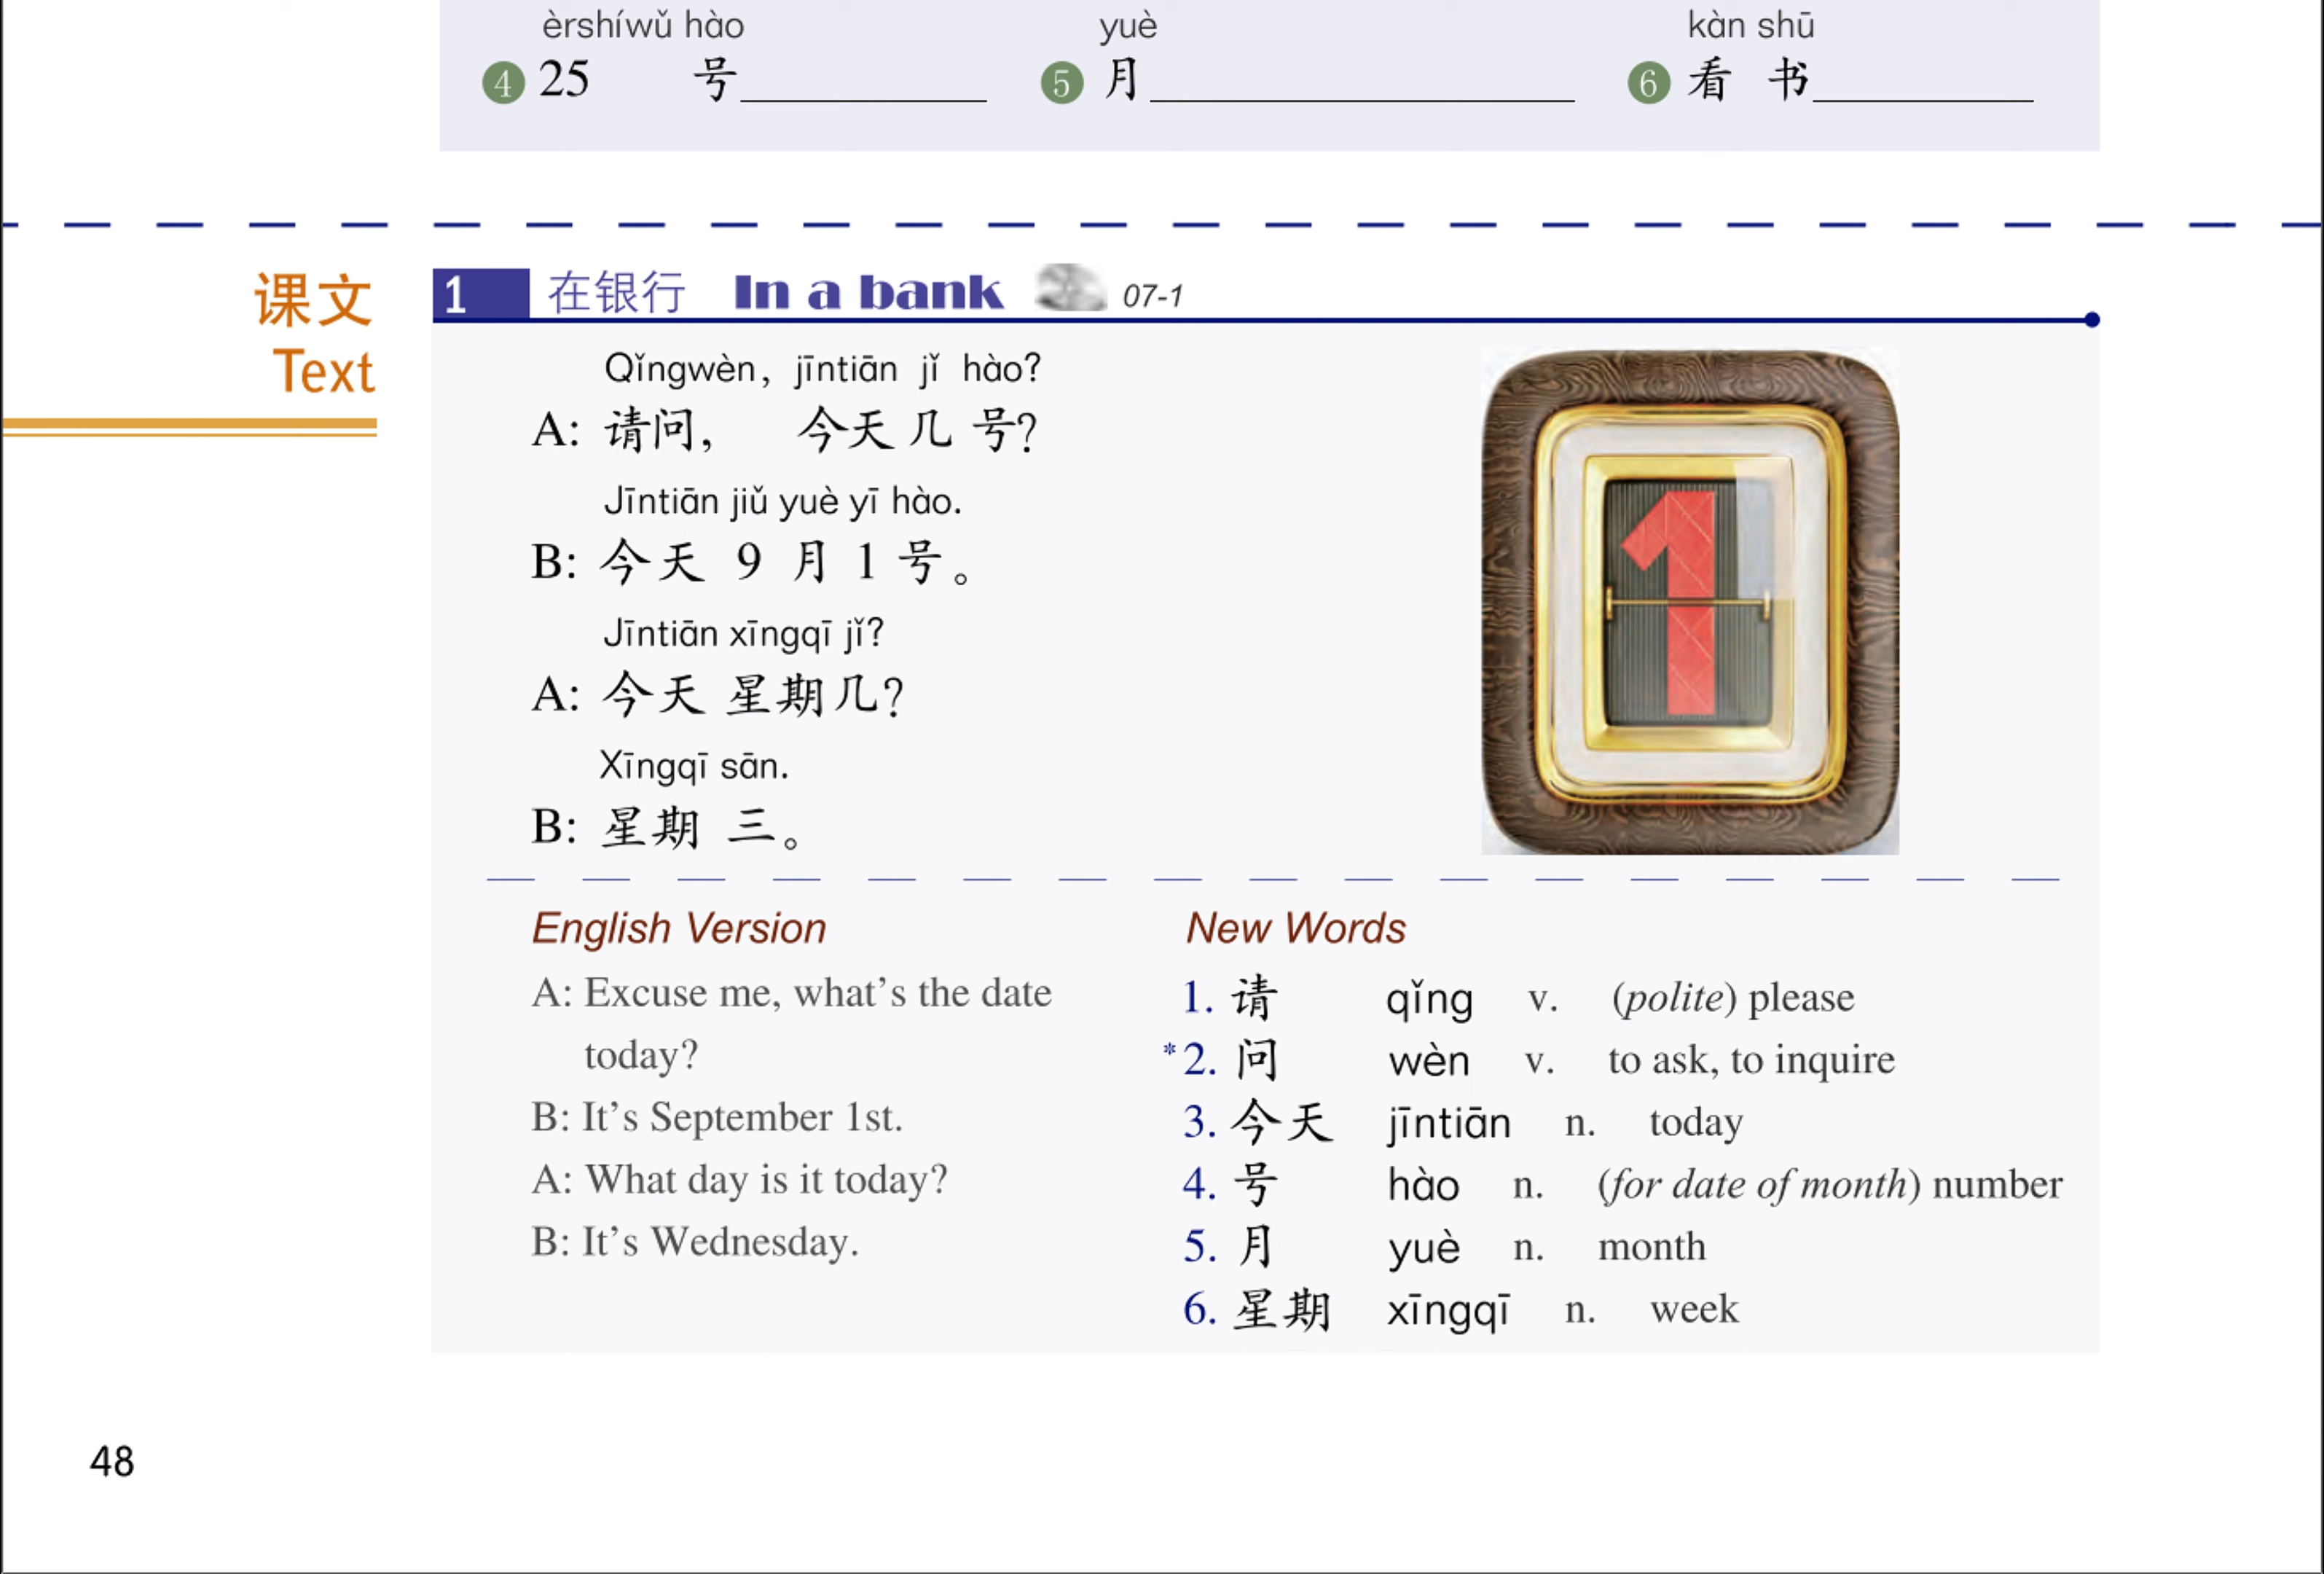 èrshíwǔ hào yuè kàn shū
4 25 号 5 月 6 看 书
课文
Text
1 在银行 In a bank 07-1
Qǐngwèn, jīntiān jǐ hào?
A: 请问, 今天 几 号?
Jīntiān jiǔ yuè yī hào.
B: 今天 9 月 1 号。
Jīntiān xīngqī jǐ?
A: 今天 星期几?
Xīngqī sān.
B: 星期 三。
1
English Version
A: Excuse me, what's the date
today?
B: It's September 1st.
A: What day is it today?
B: It's Wednesday.
New Words
1. 请 qǐng v. (polite) please
*2. 问 wèn v. to ask, to inquire
3. 今天 jīntiān n. today
4. 号 hào n. (for date of month) number
5. 月 yuè n. month
6. 星期 xīngqī n. week
48